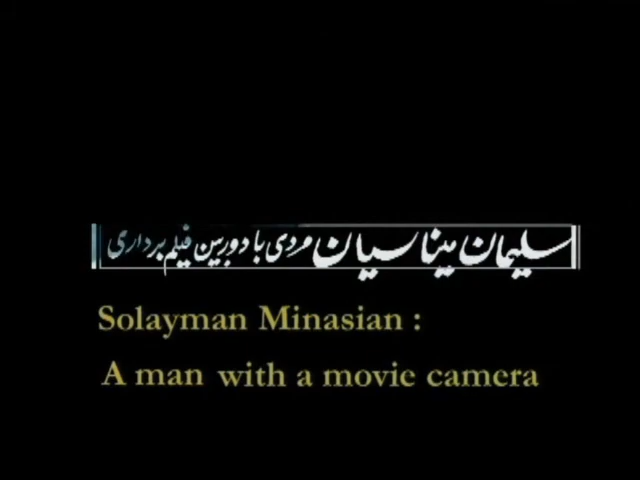 سلیمان میناسیان مردی با دوربین فیلم برداری
Solayman Minasian :
A man with a movie camera